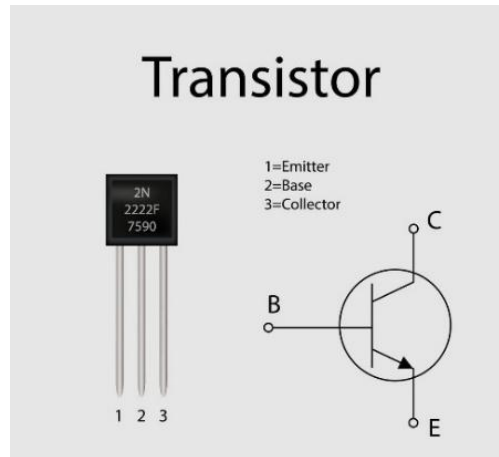 Transistor
1=Emitter
2=Base
3=Collector
2N
2222F
7590
C
B
E
1 2 3